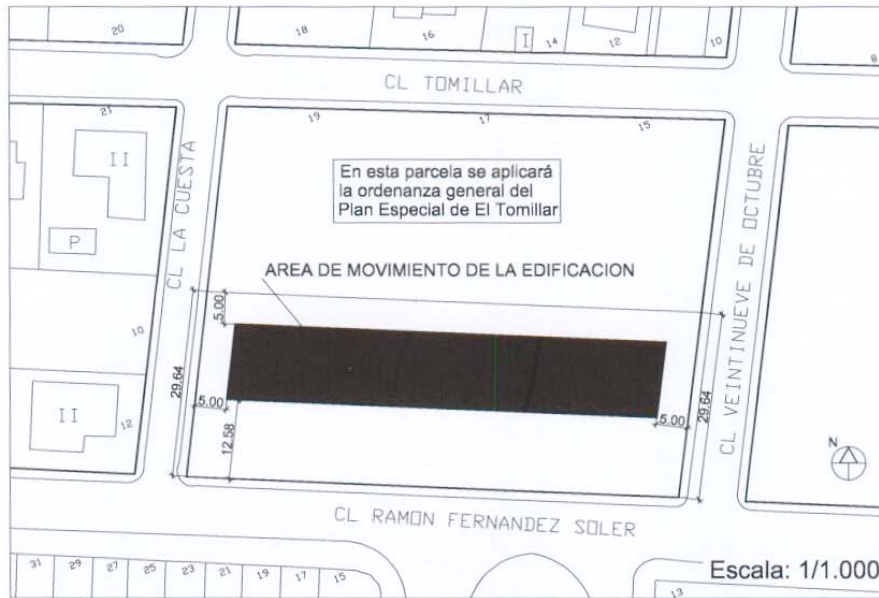 20
18
16
I
14
12
10
8
CL TOMILLAR
21
19
17
15
II
P
CL LA CUESTA
En esta parcela se aplicará
la ordenanza general del
Plan Especial de El Tomillar
CL VEINTINUEVE DE OCTUBRE
AREA DE MOVIMIENTO DE LA EDIFICACION
5.00
10
29.64
5.00
12.58
5.00
29.64
II
12
N
CL RAMON FERNANDEZ SOLER
31
29
27
25
23
21
19
17
15
13
Escala: 1/1.000